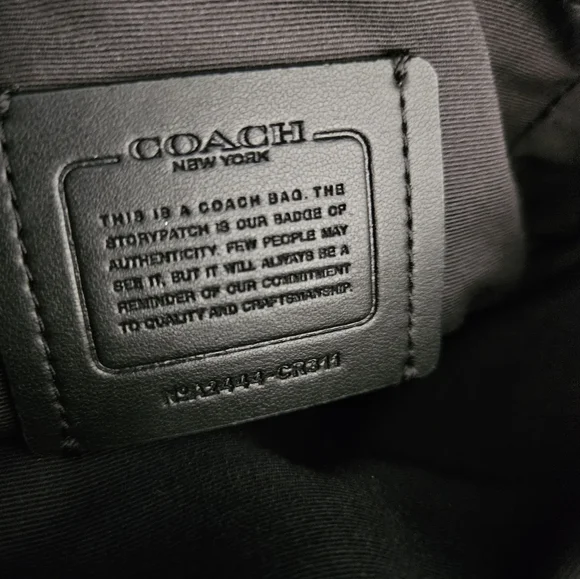 COACH
NEW YORK
THIS IS A COACH BAG. THE
STORYPATCH IS OUR BADGE OF
AUTHENTICITY. FEW PEOPLE MAY
SEE IT, BUT IT WILL ALWAYS BE A
REMINDER OF OUR COMMITMENT
TO QUALITY AND CRAFTSMANSHIP.